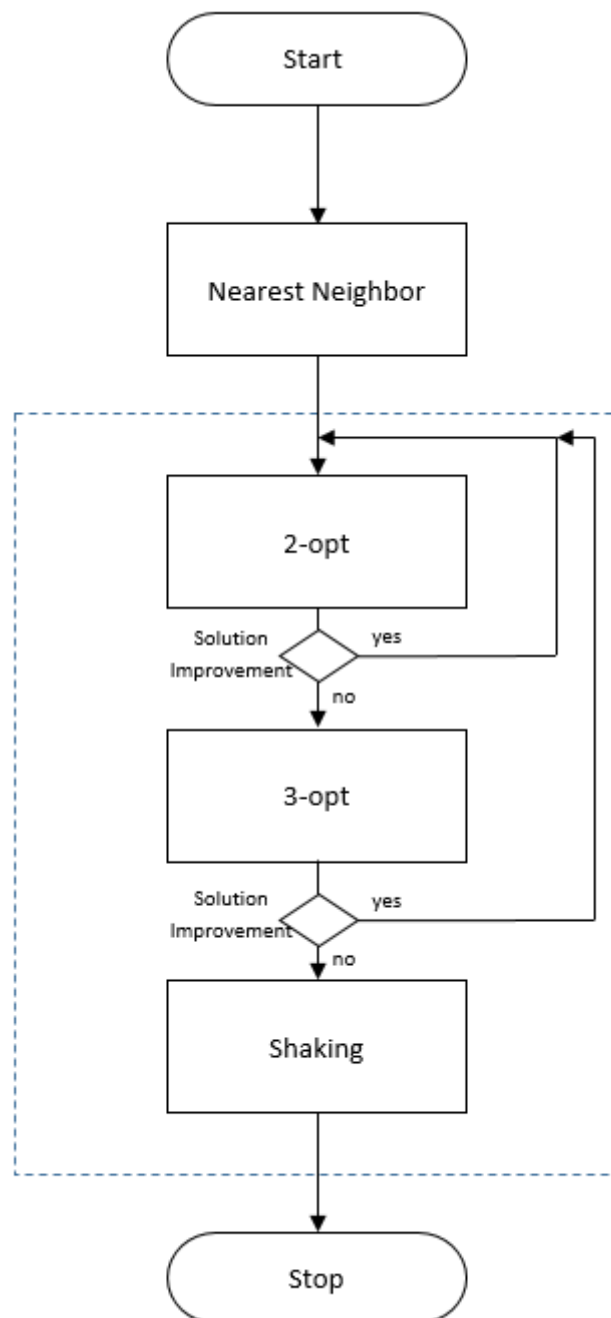 Start
Nearest Neighbor
2-opt
Solution
Improvement
yes
no
3-opt
Solution
Improvement
yes
no
Shaking
Stop